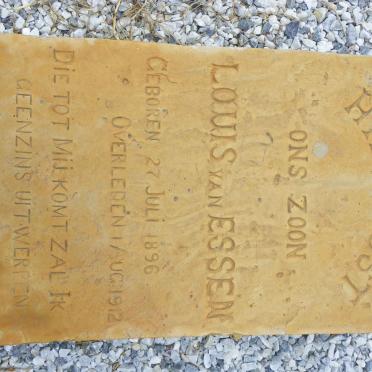 ONS ZOON
LOUIS VAN ESSEN
GEBOREN 27 JULI 1896
OVERLEDEN 1 AUG: 1912
DIE TOT MIJ KOMT ZAL IK
GEENZINS UITWERPEN